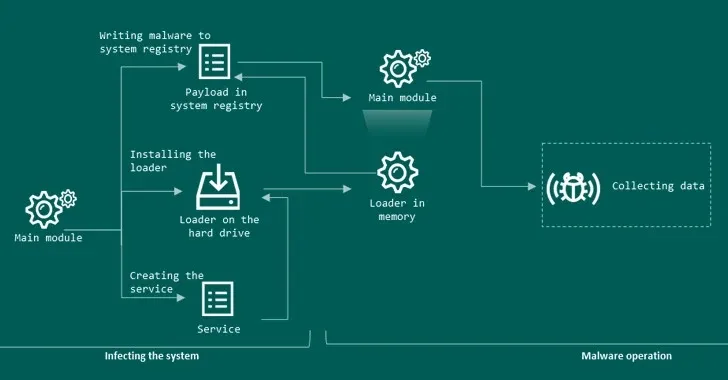 Writing malware to
system registry
Payload in
system registry
Main module
Installing the
loader
Loader on the
hard drive
Loader in
memory
Collecting data
Main module
Creating the
service
Service
Infecting the system
Malware operation